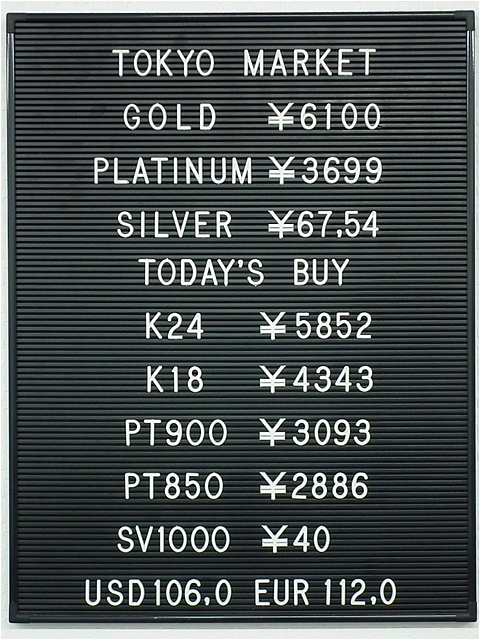 TOKYO MARKET
GOLD ¥6100
PLATINUM ¥3699
SILVER ¥67,54
TODAY'S BUY
K24 ¥5852
K18 ¥4343
PT900 ¥3093
PT850 ¥2886
SV1000 ¥40
USD106,0 EUR112,0